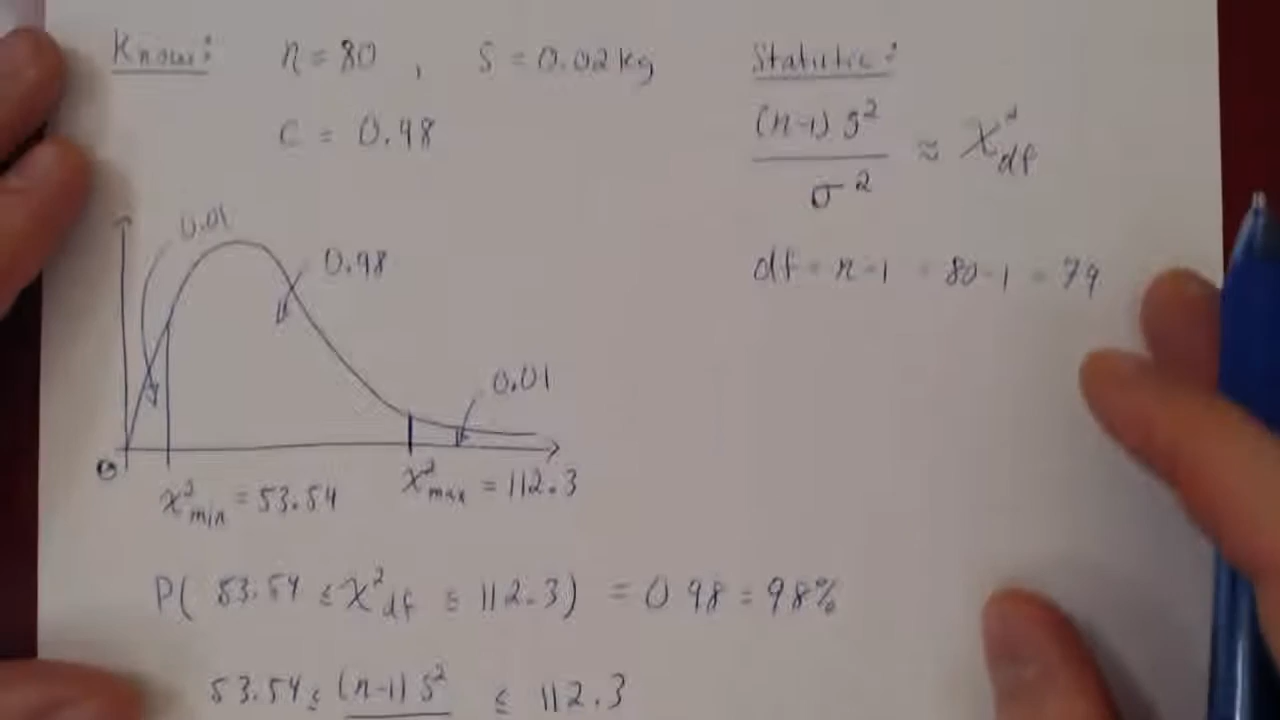 Know: n = 80 , S = 0.02 kg
C = 0.98
Statistic:
(n-1) S²
σ²
≈ χ²df
df = n-1 = 80-1 = 79
0.01
0.98
0.01
0
χ²min = 53.54
χ²max = 112.3
P( 53.54 ≤ χ²df ≤ 112.3) = 0.98 = 98%
53.54 ≤ (n-1) S² ≤ 112.3